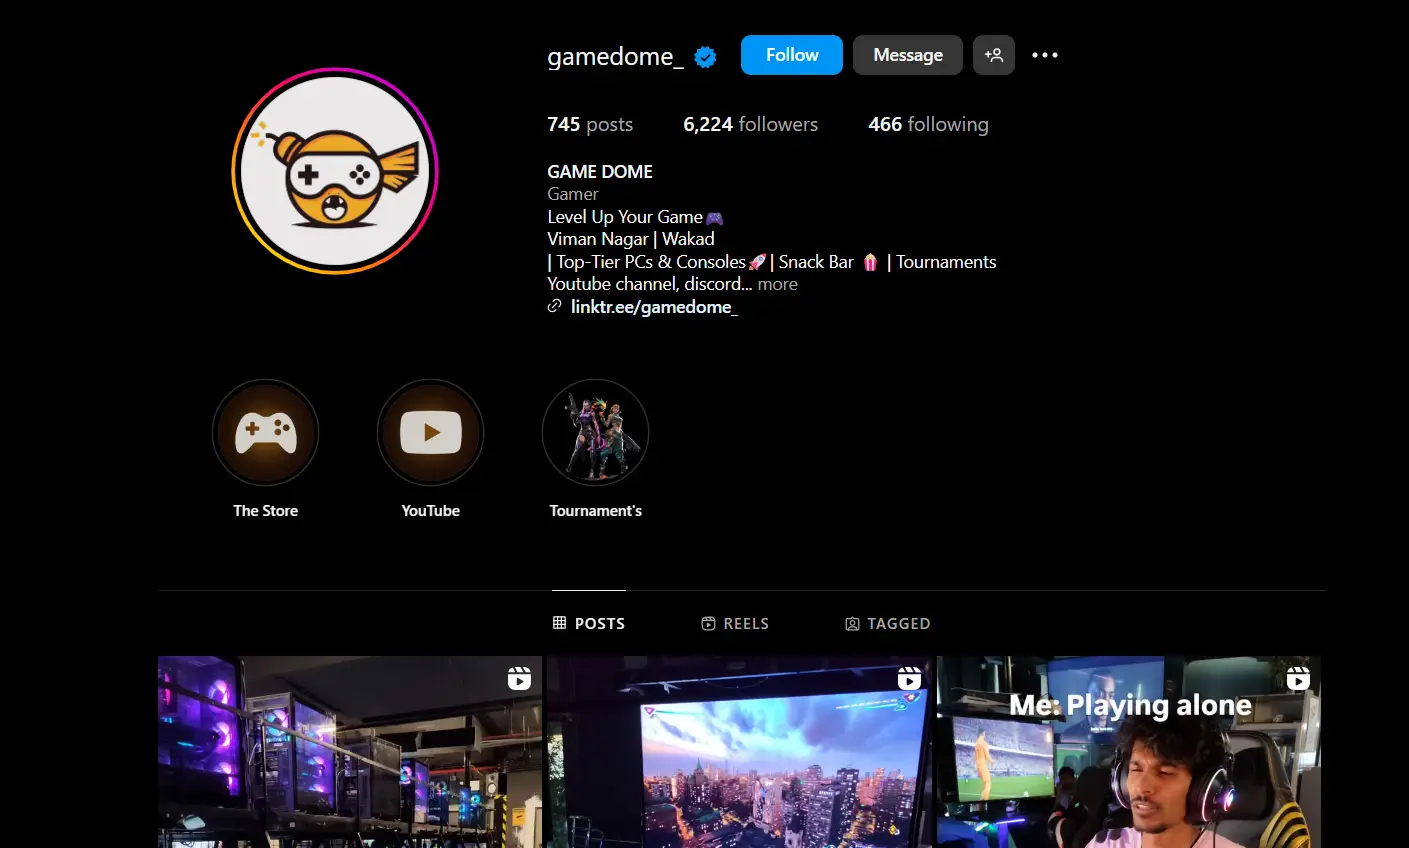 gamedome_ Follow Message
745 posts 6,224 followers 466 following
GAME DOME
Gamer
Level Up Your Game🎮
Viman Nagar | Wakad
| Top-Tier PCs & Consoles🚀| Snack Bar 🍿 | Tournaments
Youtube channel, discord... more
linktr.ee/gamedome_
The Store YouTube Tournament's
POSTS REELS TAGGED
Me: Playing alone